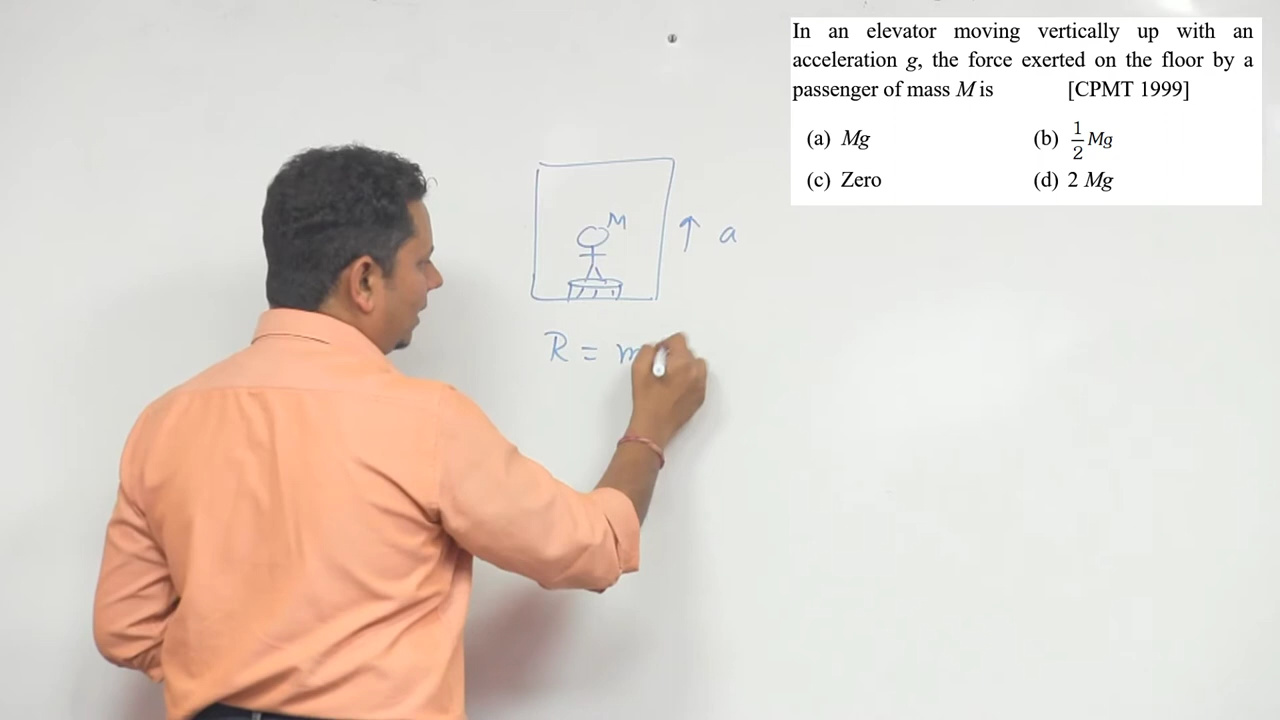 In an elevator moving vertically up with an
acceleration g, the force exerted on the floor by a
passenger of mass M is [CPMT 1999]
(a) Mg (b) 1/2 Mg
(c) Zero (d) 2 Mg
M
↑ a
R = m